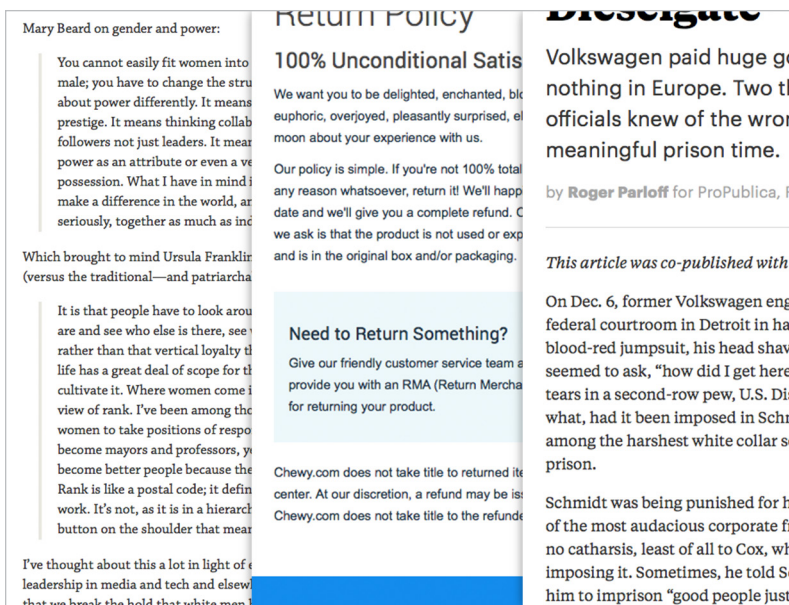 Mary Beard on gender and power:
You cannot easily fit women into
male; you have to change the stru
about power differently. It means
prestige. It means thinking collab
followers not just leaders. It mean
power as an attribute or even a ve
possession. What I have in mind i
make a difference in the world, an
seriously, together as much as ind
Which brought to mind Ursula Franklin
(versus the traditional—and patriarcha
It is that people have to look arou
are and see who else is there, see
rather than that vertical loyalty th
life has a great deal of scope for th
cultivate it. Where women come i
view of rank. I've been among tho
women to take positions of respo
become mayors and professors, y
become better people because the
Rank is like a postal code; it defin
work. It's not, as it is in a hierarch
button on the shoulder that mean
I've thought about this a lot in light of e
leadership in media and tech and elsewh
that we break the hold that white men
Return Policy
100% Unconditional Satis
We want you to be delighted, enchanted, blo
euphoric, overjoyed, pleasantly surprised, el
moon about your experience with us.
Our policy is simple. If you're not 100% total
any reason whatsoever, return it! We'll happ
date and we'll give you a complete refund. O
we ask is that the product is not used or exp
and is in the original box and/or packaging.
Need to Return Something?
Give our friendly customer service team a
provide you with an RMA (Return Mercha
for returning your product.
Chewy.com does not take title to returned ite
center. At our discretion, a refund may be iss
Chewy.com does not take title to the refunde
Dieselgate
Volkswagen paid huge go
nothing in Europe. Two th
officials knew of the wron
meaningful prison time.
by Roger Parloff for ProPublica, F
This article was co-published with
On Dec. 6, former Volkswagen eng
federal courtroom in Detroit in ha
blood-red jumpsuit, his head shav
seemed to ask, "how did I get here
tears in a second-row pew, U.S. Dis
what, had it been imposed in Schm
among the harshest white collar se
prison.
Schmidt was being punished for h
of the most audacious corporate fr
no catharsis, least of all to Cox, wh
imposing it. Sometimes, he told Sc
him to imprison "good people just